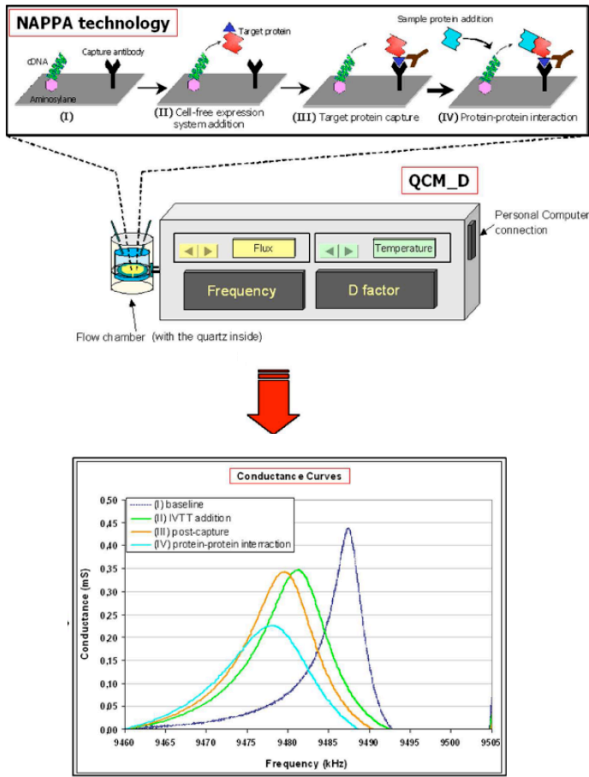 NAPPA technology
cDNA
Capture antibody
Aminosylane
(I)
Target protein
(II) Cell-free expression
system addition
(III) Target protein capture
Sample protein addition
(IV) Protein-protein interaction
QCM_D
Personal Computer
connection
Flux
Temperature
Frequency
D factor
Flow chamber (with the quartz inside)
Conductance Curves
(I) baseline
(II) IVTT addition
(III) post-capture
(IV) protein-protein interraction
Conductance (mS)
0,50
0,45
0,40
0,35
0,30
0,25
0,20
0,15
0,10
0,05
0,00
9460 9465 9470 9475 9480 9485 9490 9495 9500 9505
Frequency (kHz)